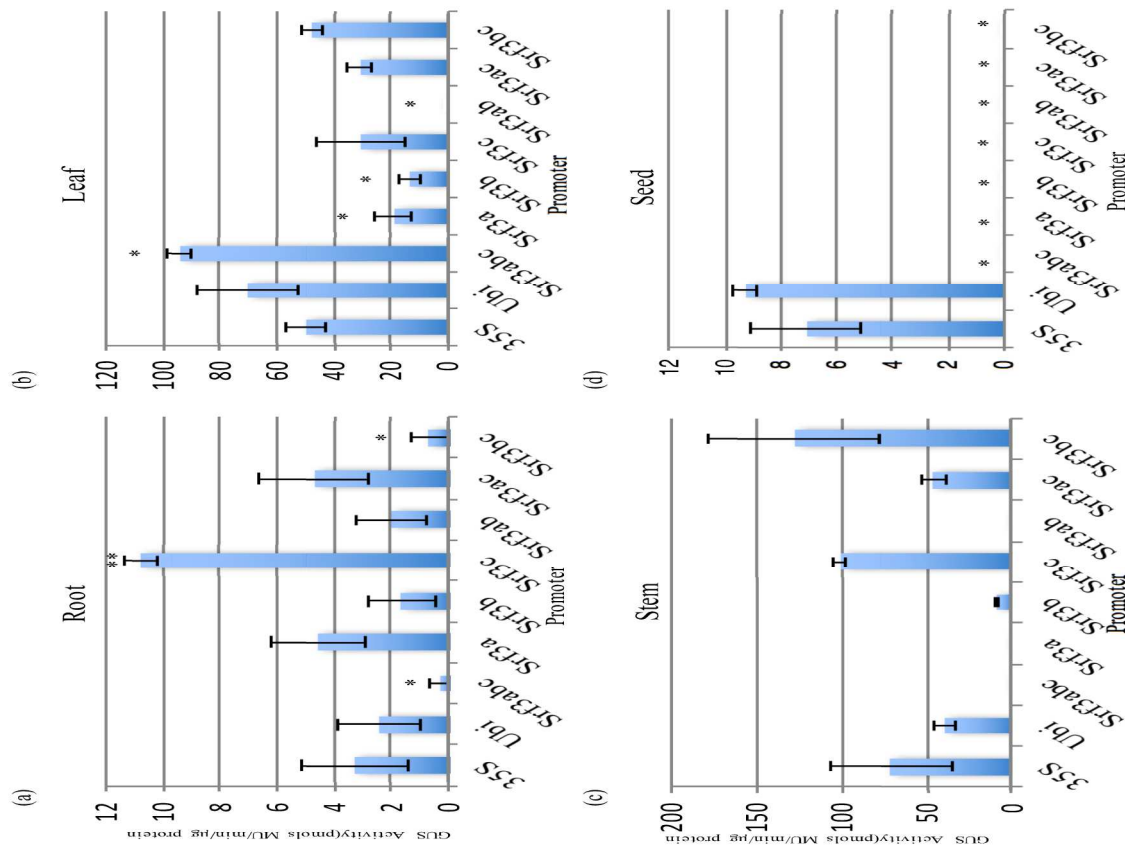 (a)
Root
GUS Activity(pmols MU/min/µg protein
12
10
8
6
4
2
0
*
**
*
35S
Ubi
Srf3abc
Srf3a
Srf3b
Srf3c
Srf3ab
Srf3ac
Srf3bc
Promoter
(b)
Leaf
120
100
80
60
40
20
0
*
*
*
*
35S
Ubi
Srf3abc
Srf3a
Srf3b
Srf3c
Srf3ab
Srf3ac
Srf3bc
Promoter
(c)
Stem
GUS Activity(pmols MU/min/µg protein
200
150
100
50
0
35S
Ubi
Srf3abc
Srf3a
Srf3b
Srf3c
Srf3ab
Srf3ac
Srf3bc
Promoter
(d)
Seed
12
10
8
6
4
2
0
* * * * * * *
35S
Ubi
Srf3abc
Srf3a
Srf3b
Srf3c
Srf3ab
Srf3ac
Srf3bc
Promoter